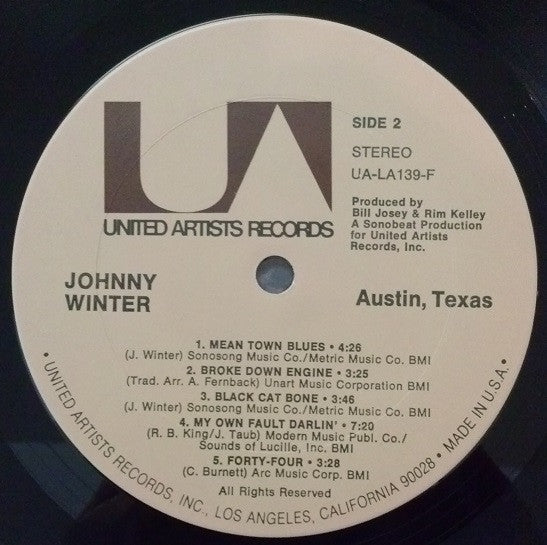 UA
UNITED ARTISTS RECORDS
SIDE 2
STEREO
UA-LA139-F
Produced by
Bill Josey & Rim Kelley
A Sonobeat Production
for United Artists
Records, Inc.
JOHNNY
WINTER
Austin, Texas
1. MEAN TOWN BLUES • 4:26
(J. Winter) Sonosong Music Co./Metric Music Co. BMI
2. BROKE DOWN ENGINE • 3:25
(Trad. Arr. A. Fernback) Unart Music Corporation BMI
3. BLACK CAT BONE • 3:46
(J. Winter) Sonosong Music Co./Metric Music Co. BMI
4. MY OWN FAULT DARLIN' • 7:20
(R. B. King/J. Taub) Modern Music Publ. Co./
Sounds of Lucille, Inc. BMI
5. FORTY-FOUR • 3:28
(C. Burnett) Arc Music Corp. BMI
All Rights Reserved
• UNITED ARTISTS RECORDS, INC., LOS ANGELES, CALIFORNIA 90028 • MADE IN U.S.A. •